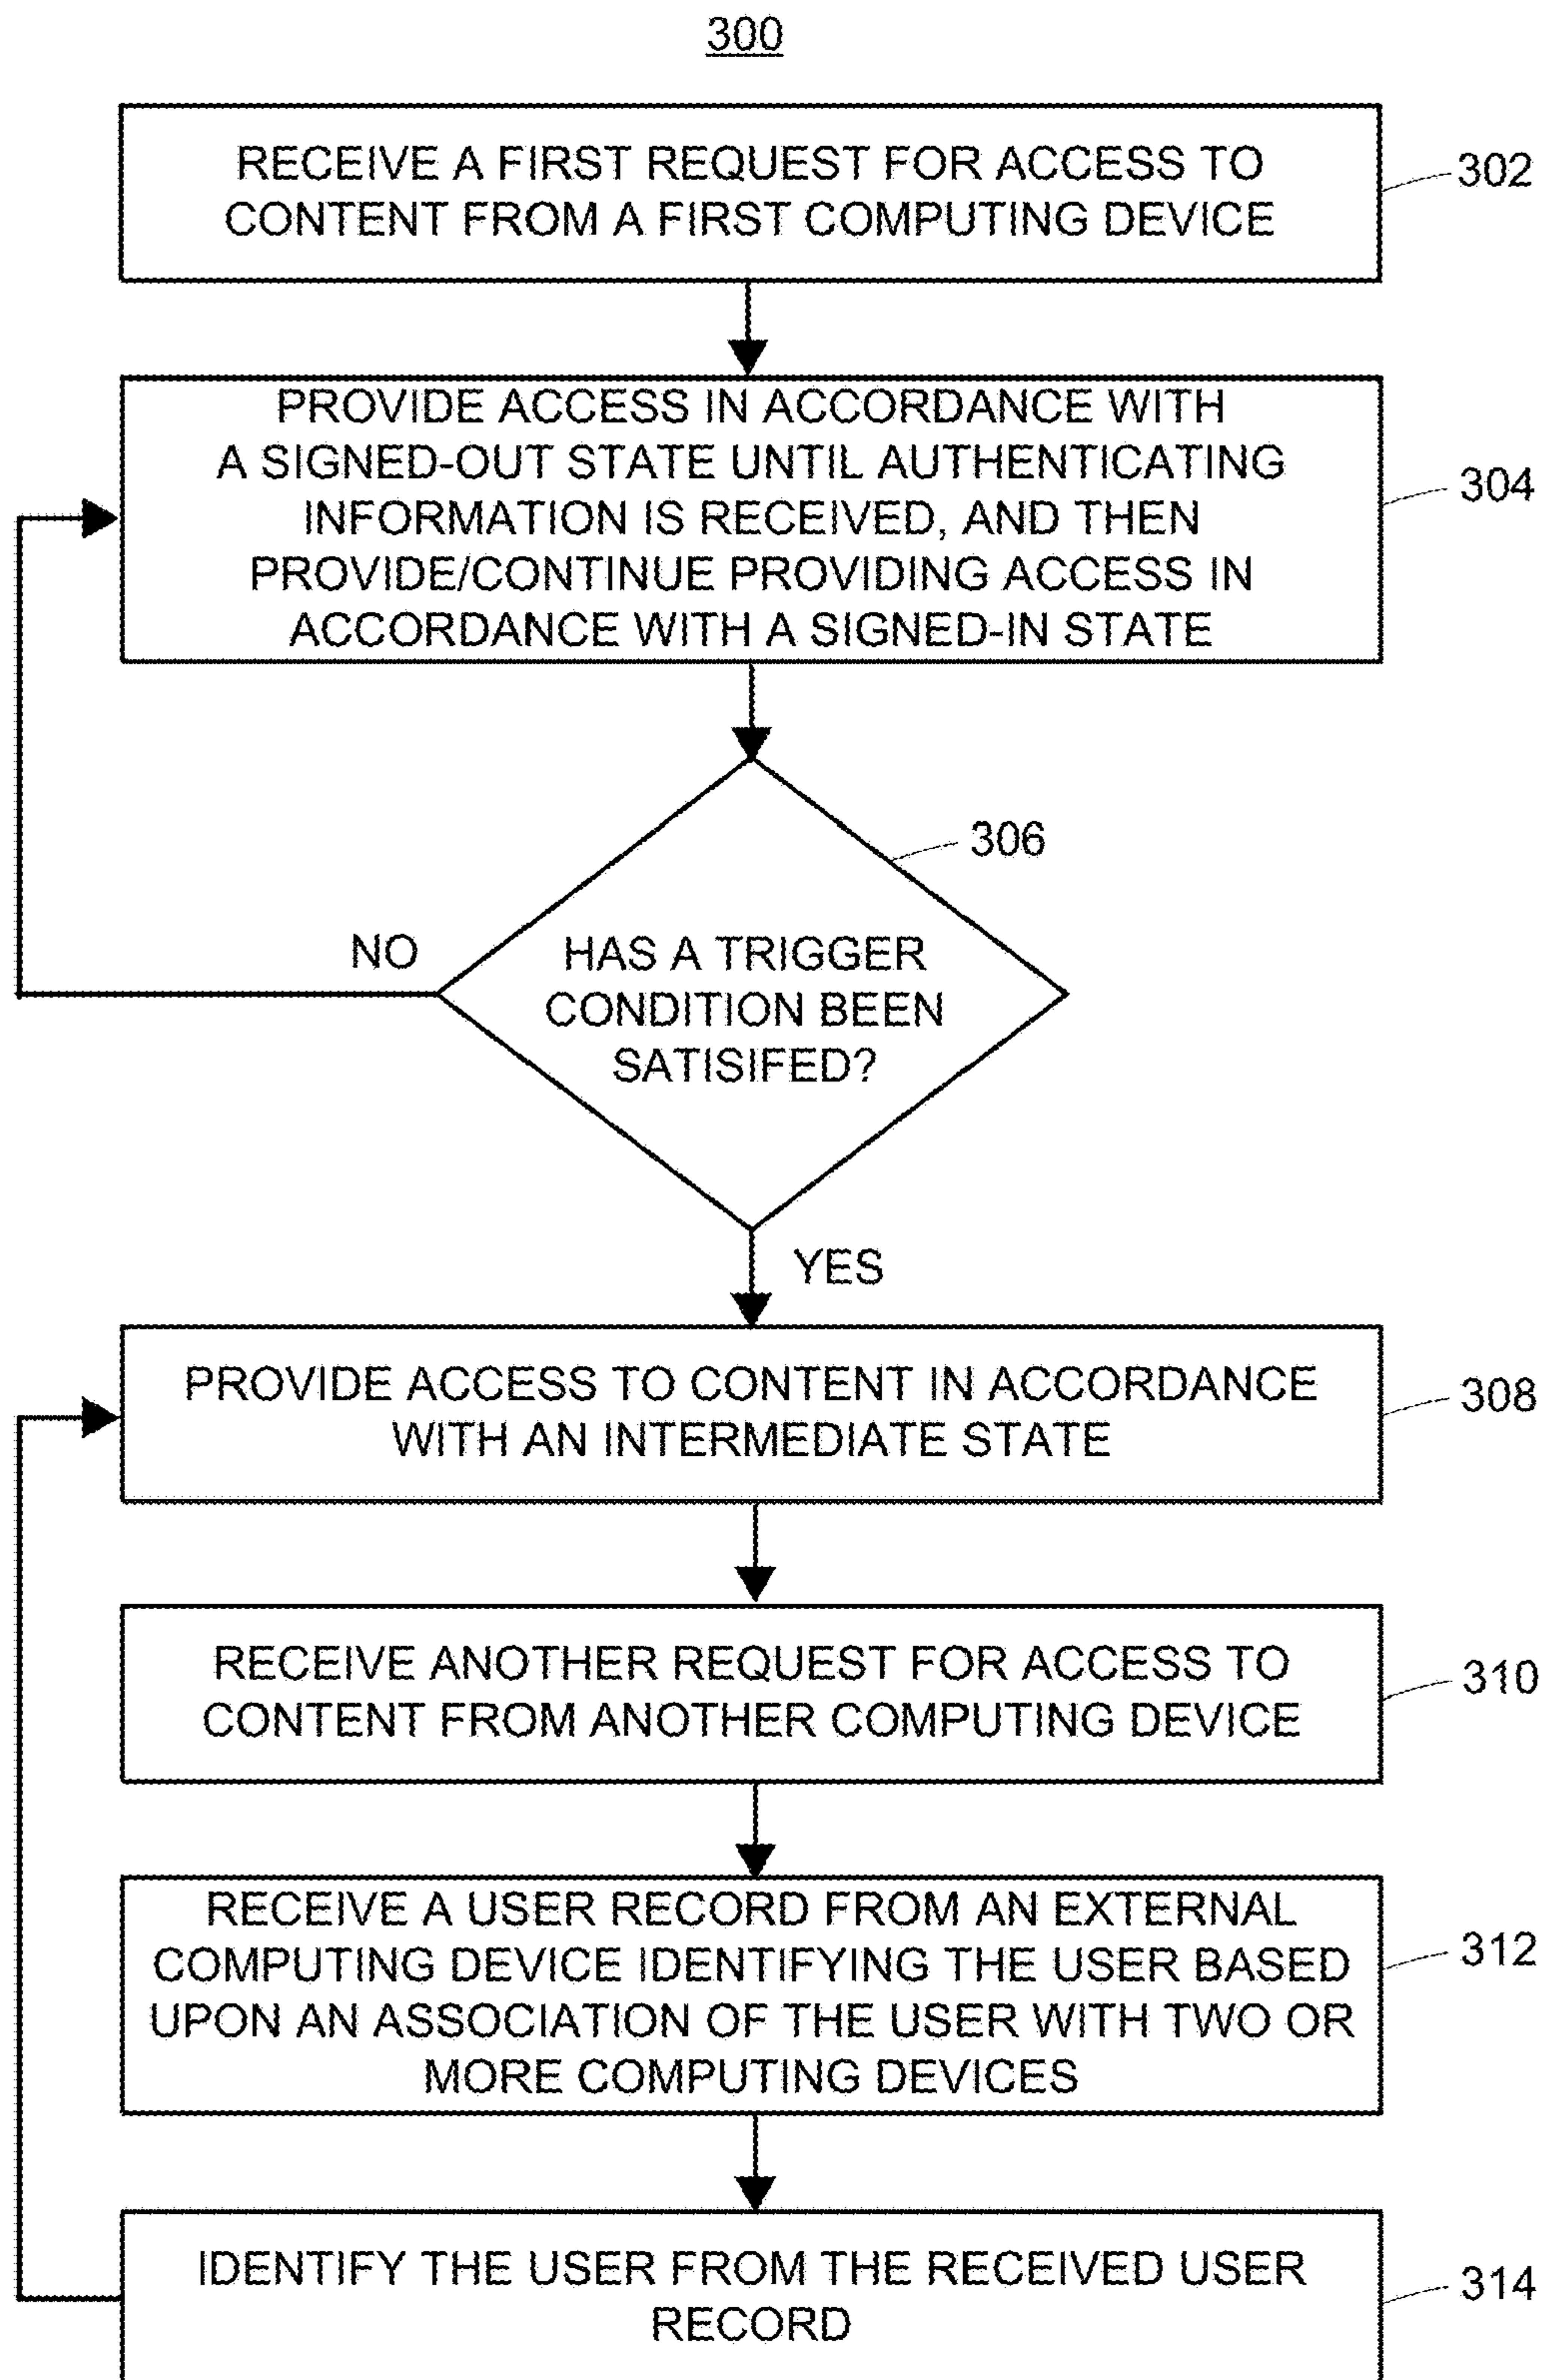 300
RECEIVE A FIRST REQUEST FOR ACCESS TO
CONTENT FROM A FIRST COMPUTING DEVICE
302
PROVIDE ACCESS IN ACCORDANCE WITH
A SIGNED-OUT STATE UNTIL AUTHENTICATING
INFORMATION IS RECEIVED, AND THEN
PROVIDE/CONTINUE PROVIDING ACCESS IN
ACCORDANCE WITH A SIGNED-IN STATE
304
306
NO
HAS A TRIGGER
CONDITION BEEN
SATISIFED?
YES
PROVIDE ACCESS TO CONTENT IN ACCORDANCE
WITH AN INTERMEDIATE STATE
308
RECEIVE ANOTHER REQUEST FOR ACCESS TO
CONTENT FROM ANOTHER COMPUTING DEVICE
310
RECEIVE A USER RECORD FROM AN EXTERNAL
COMPUTING DEVICE IDENTIFYING THE USER BASED
UPON AN ASSOCIATION OF THE USER WITH TWO OR
MORE COMPUTING DEVICES
312
IDENTIFY THE USER FROM THE RECEIVED USER
RECORD
314